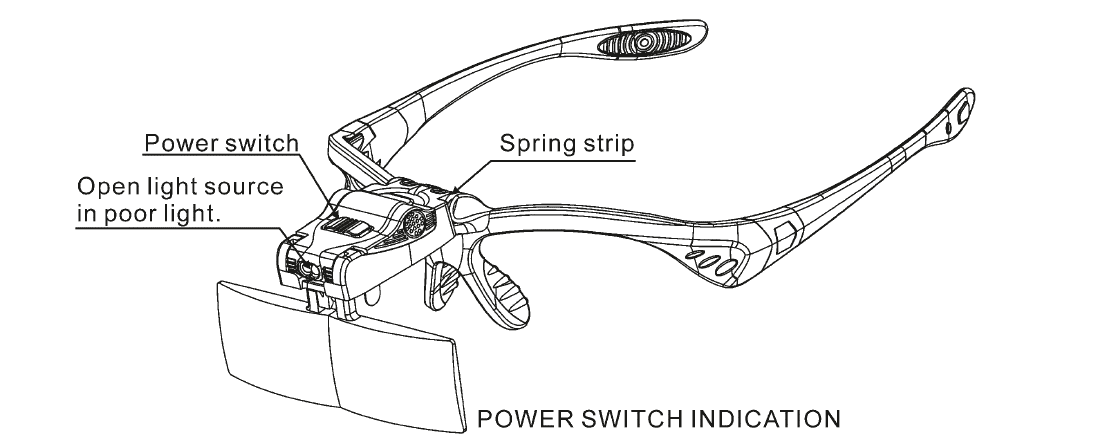 Power switch
Spring strip
Open light source
in poor light.
POWER SWITCH INDICATION